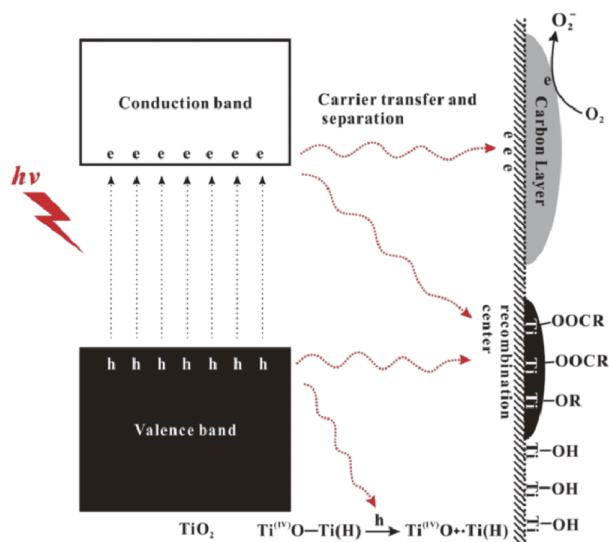 O₂⁻
e
O₂
Carbon Layer
Conduction band
Carrier transfer and
separation
e e e e e e e
e e e
hν
recombination
center
Ti—OOCR
h h h h h h h
Ti—OOCR
Ti—OR
Valence band
Ti—OH
Ti—OH
h
TiO₂
Ti⁽ᴵⱽ⁾O—Ti(H) → Ti⁽ᴵⱽ⁾O+·Ti(H)
Ti—OH